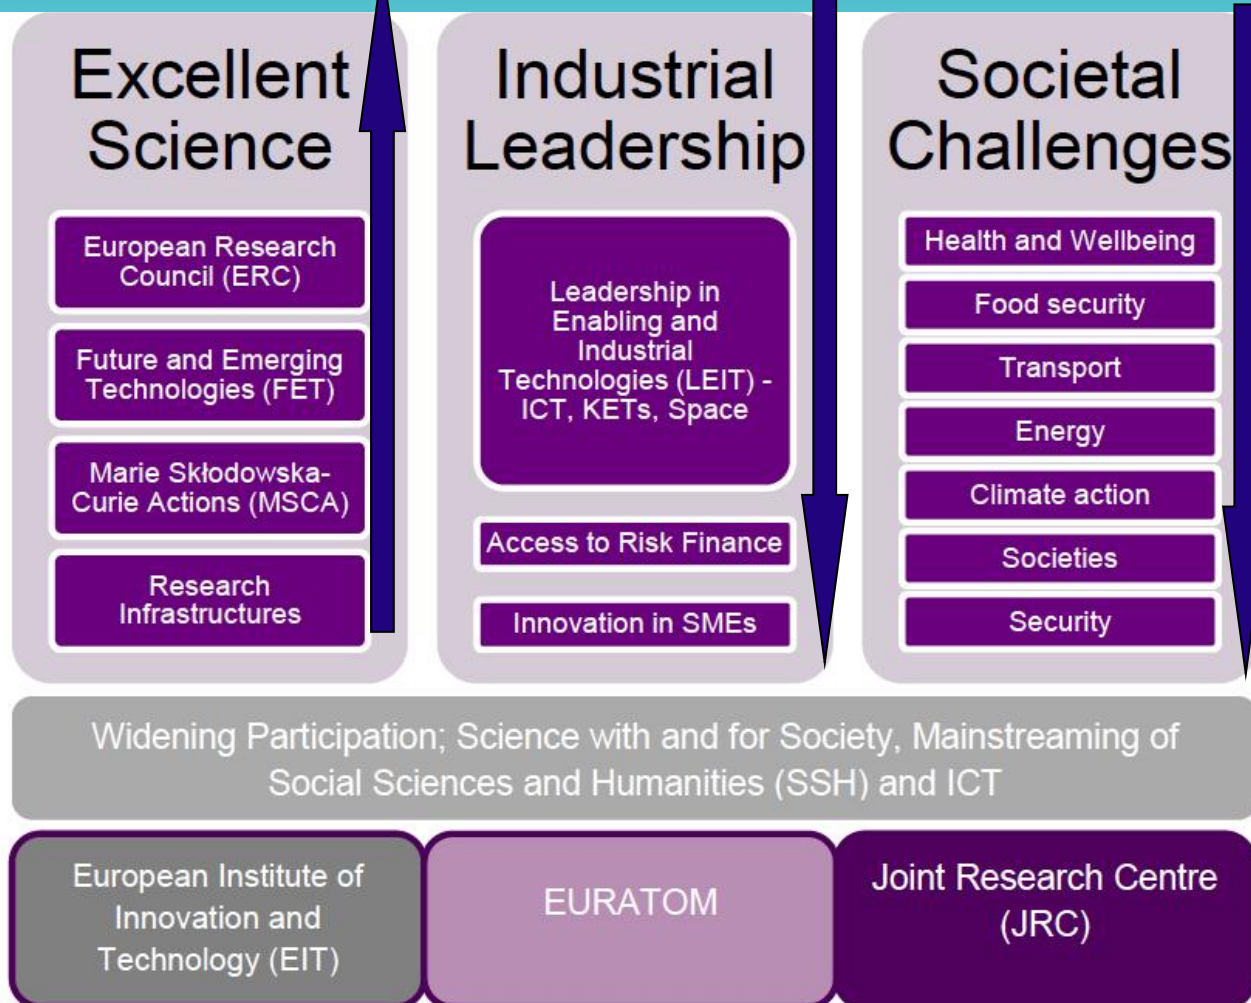 Excellent
Science
European Research
Council (ERC)
Future and Emerging
Technologies (FET)
Marie Skłodowska-
Curie Actions (MSCA)
Research
Infrastructures
Industrial
Leadership
Leadership in
Enabling and
Industrial
Technologies (LEIT) -
ICT, KETs, Space
Access to Risk Finance
Innovation in SMEs
Societal
Challenges
Health and Wellbeing
Food security
Transport
Energy
Climate action
Societies
Security
Widening Participation; Science with and for Society, Mainstreaming of
Social Sciences and Humanities (SSH) and ICT
European Institute of
Innovation and
Technology (EIT)
EURATOM
Joint Research Centre
(JRC)